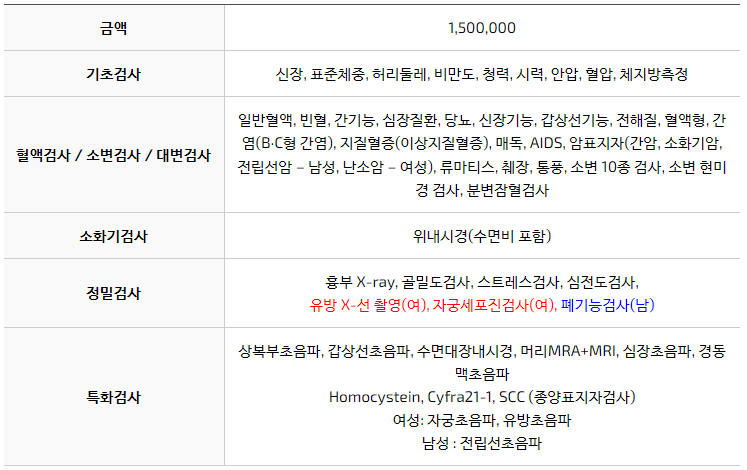 금액
1,500,000
기초검사
신장, 표준체중, 허리둘레, 비만도, 청력, 시력, 안압, 혈압, 체지방측정
혈액검사 / 소변검사 / 대변검사
일반혈액, 빈혈, 간기능, 심장질환, 당뇨, 신장기능, 갑상선기능, 전해질, 혈액형, 간
염(B·C형 간염), 지질혈증(이상지질혈증), 매독, AIDS, 암표지자(간암, 소화기암,
전립선암 – 남성, 난소암 – 여성), 류마티스, 췌장, 통풍, 소변 10종 검사, 소변 현미
경 검사, 분변잠혈검사
소화기검사
위내시경(수면비 포함)
정밀검사
흉부 X-ray, 골밀도검사, 스트레스검사, 심전도검사,
유방 X-선 촬영(여), 자궁세포진검사(여), 폐기능검사(남)
특화검사
상복부초음파, 갑상선초음파, 수면대장내시경, 머리MRA+MRI, 심장초음파, 경동
맥초음파
Homocystein, Cyfra21-1, SCC (종양표지자검사)
여성: 자궁초음파, 유방초음파
남성 : 전립선초음파